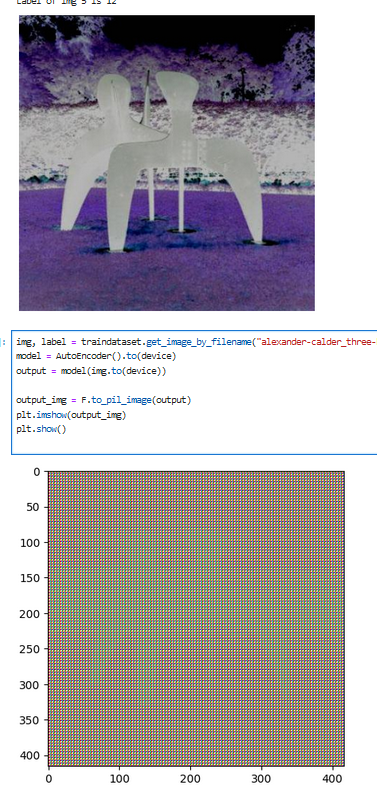 Label of img 5 is 12
]:
img, label = traindataset.get_image_by_filename("alexander-calder_three-
model = AutoEncoder().to(device)
output = model(img.to(device))
output_img = F.to_pil_image(output)
plt.imshow(output_img)
plt.show()
0
50
100
150
200
250
300
350
400
0 100 200 300 400